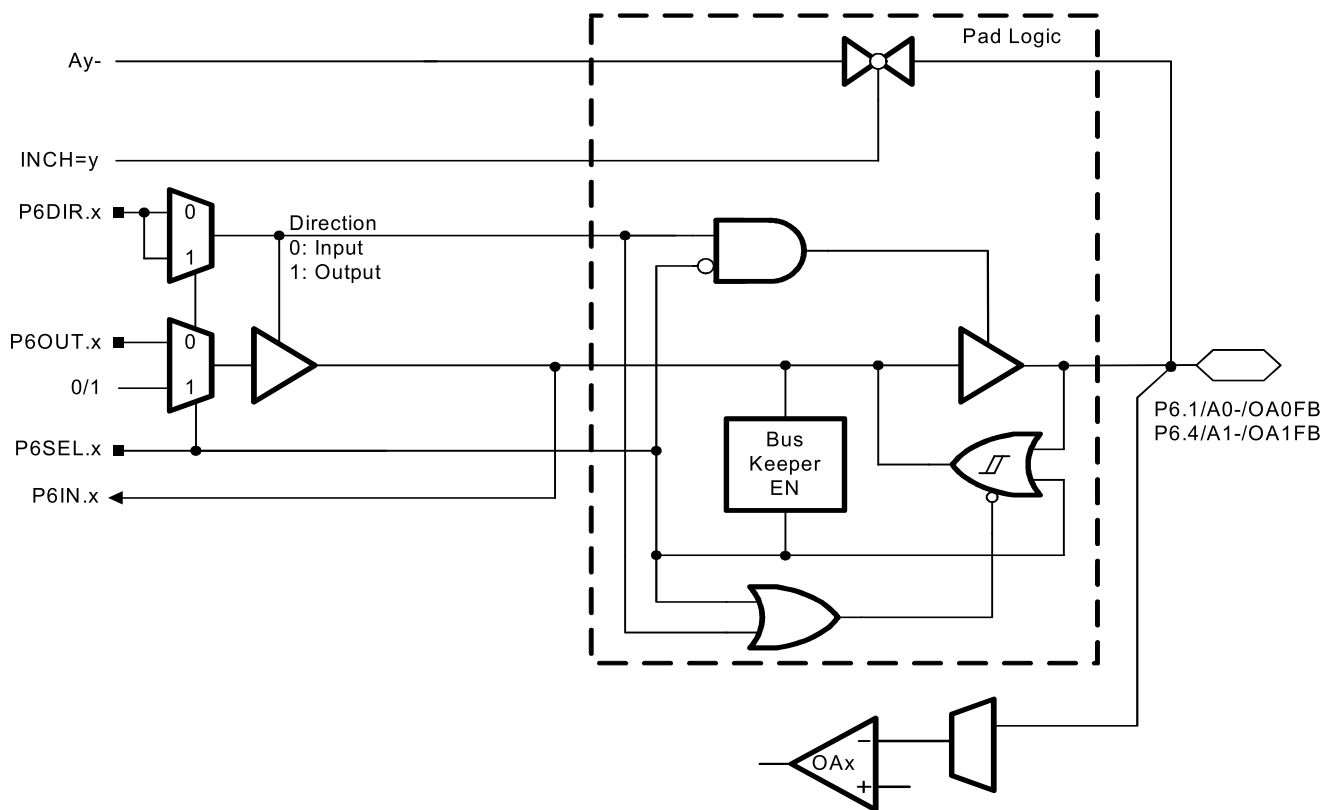 Pad Logic
Ay-
INCH=y
P6DIR.x
0
1
Direction
0: Input
1: Output
P6OUT.x
0
0/1
1
P6SEL.x
P6IN.x
Bus
Keeper
EN
P6.1/A0-/OA0FB
P6.4/A1-/OA1FB
OAx
−
+